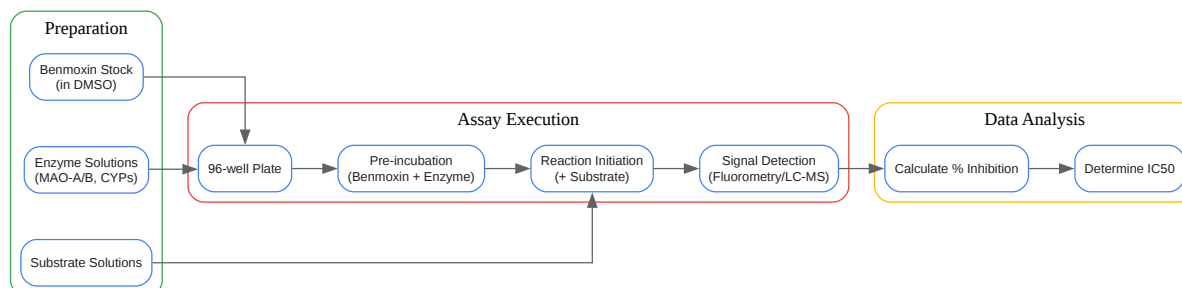 Preparation
Benmoxin Stock
(in DMSO)
Enzyme Solutions
(MAO-A/B, CYPs)
Substrate Solutions
Assay Execution
96-well Plate
Pre-incubation
(Benmoxin + Enzyme)
Reaction Initiation
(+ Substrate)
Signal Detection
(Fluorometry/LC-MS)
Data Analysis
Calculate % Inhibition
Determine IC50